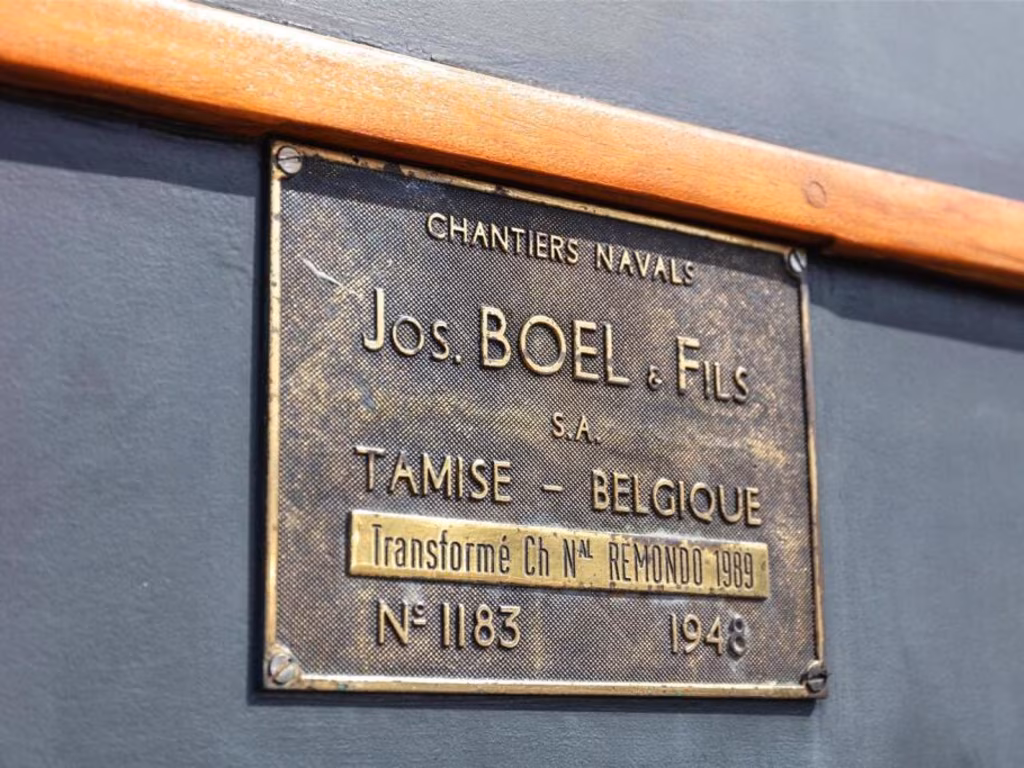 CHANTIERS NAVALS
JOS. BOEL & FILS
S.A.
TAMISE - BELGIQUE
Transformé Ch Nᴬᴸ REMONDO 1989
Nº 1183 1948